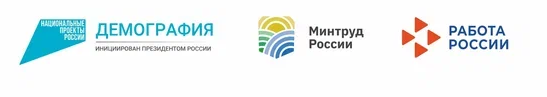 НАЦИОНАЛЬНЫЕ
ПРОЕКТЫ
РОССИИ
ДЕМОГРАФИЯ
ИНИЦИИРОВАН ПРЕЗИДЕНТОМ РОССИИ
Минтруд
России
РАБОТА
РОССИИ